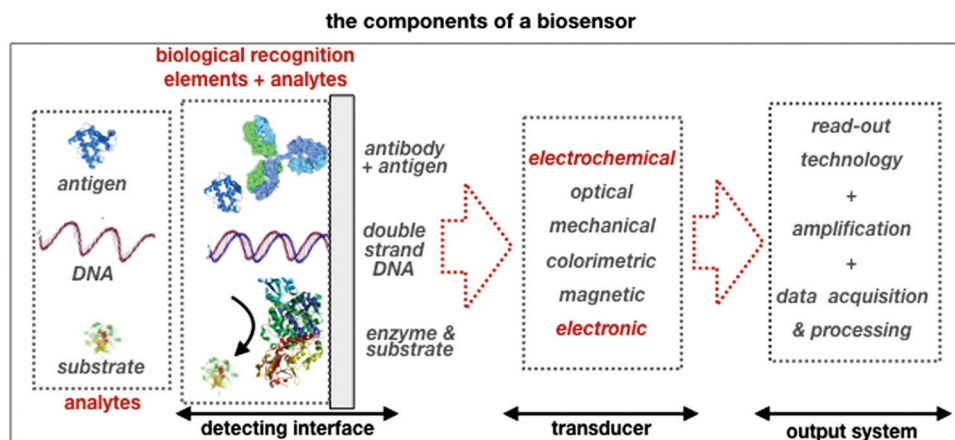 the components of a biosensor
biological recognition
elements + analytes
antigen
DNA
substrate
analytes
antibody
+ antigen
double
strand
DNA
enzyme &
substrate
detecting interface
electrochemical
optical
mechanical
colorimetric
magnetic
electronic
transducer
read-out
technology
+
amplification
+
data acquisition
& processing
output system